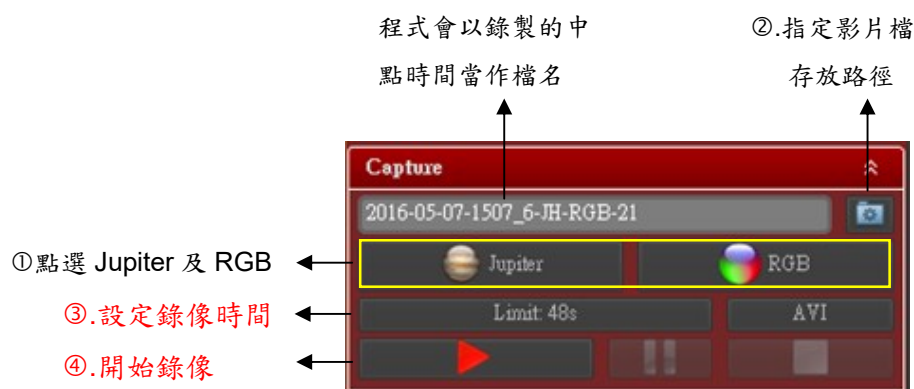 程式會以錄製的中
點時間當作檔名
②.指定影片檔
存放路徑
Capture
2016-05-07-1507_6-JH-RGB-21
①點選 Jupiter 及 RGB
Jupiter
RGB
③.設定錄像時間
Limit: 48s
AVI
④.開始錄像